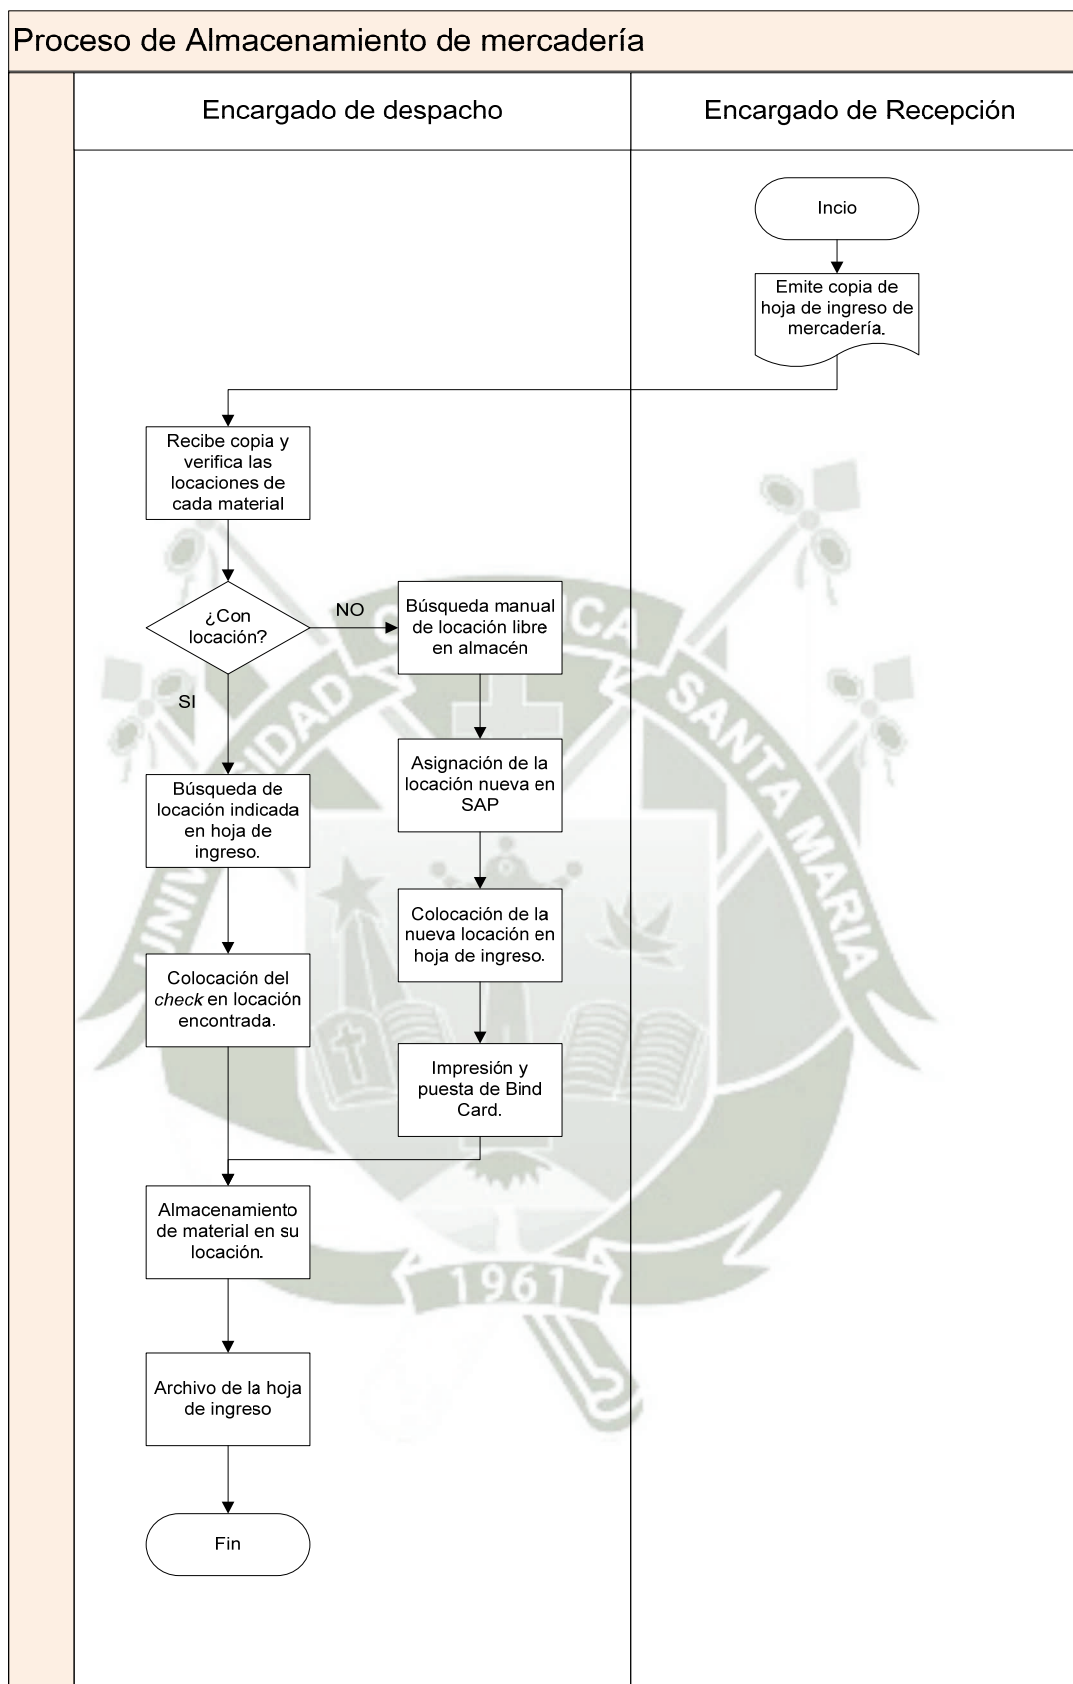 Proceso de Almacenamiento de mercadería
Encargado de despacho
Encargado de Recepción
Incio
Emite copia de
hoja de ingreso de
mercadería.
Recibe copia y
verifica las
locaciones de
cada material
¿Con
locación?
NO
SI
Búsqueda manual
de locación libre
en almacén
Asignación de la
locación nueva en
SAP
Colocación de la
nueva locación en
hoja de ingreso.
Impresión y
puesta de Bind
Card.
Búsqueda de
locación indicada
en hoja de
ingreso.
Colocación del
check en locación
encontrada.
Almacenamiento
de material en su
locación.
Archivo de la hoja
de ingreso
Fin
SANTA MARIA
1961